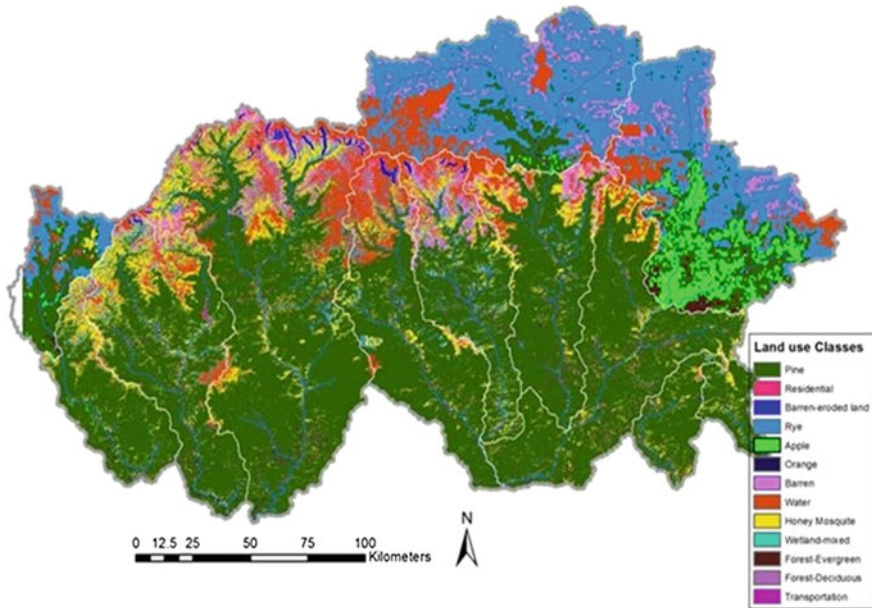 Land use Classes
Pine
Residential
Barren-eroded land
Rye
Apple
Orange
Barren
Water
Honey Mosquite
Wetland-mixed
Forest-Evergreen
Forest-Deciduous
Transportation
N
0 12.5 25 50 75 100
Kilometers